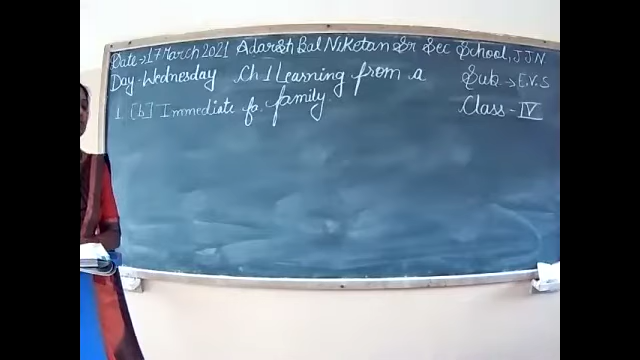 Date → 17 March 2021 Adarsh Bal Niketan Sr Sec School, JJN.
Day - Wednesday Ch 1 Learning from a family Sub → E.V.S
1. [b] Immediate fa. Class - IV